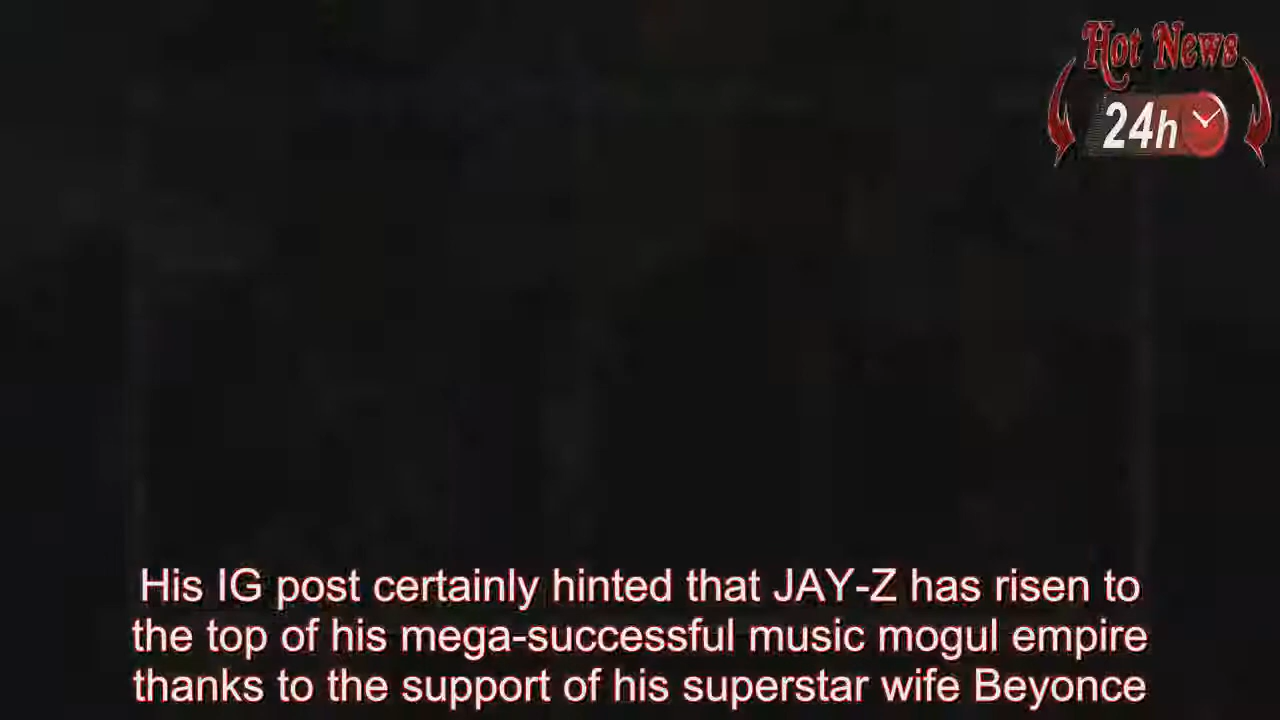 Hot News
24h
His IG post certainly hinted that JAY-Z has risen to
the top of his mega-successful music mogul empire
thanks to the support of his superstar wife Beyonce